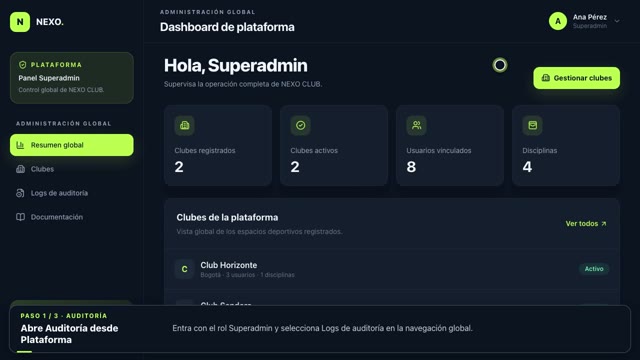 N NEXO.
PLATAFORMA
Panel Superadmin
Control global de NEXO CLUB.
ADMINISTRACIÓN GLOBAL
Resumen global
Clubes
Logs de auditoría
Documentación
ADMINISTRACIÓN GLOBAL
Dashboard de plataforma
A
Ana Pérez
Superadmin
Hola, Superadmin
Supervisa la operación completa de NEXO CLUB.
Gestionar clubes
Clubes registrados
2
Clubes activos
2
Usuarios vinculados
8
Disciplinas
4
Clubes de la plataforma
Vista global de los espacios deportivos registrados.
Ver todos
C
Club Horizonte
Bogotá · 3 usuarios · 1 disciplinas
Activo
PASO 1 / 3 · AUDITORÍA
Abre Auditoría desde
Plataforma
Entra con el rol Superadmin y selecciona Logs de auditoría en la navegación global.